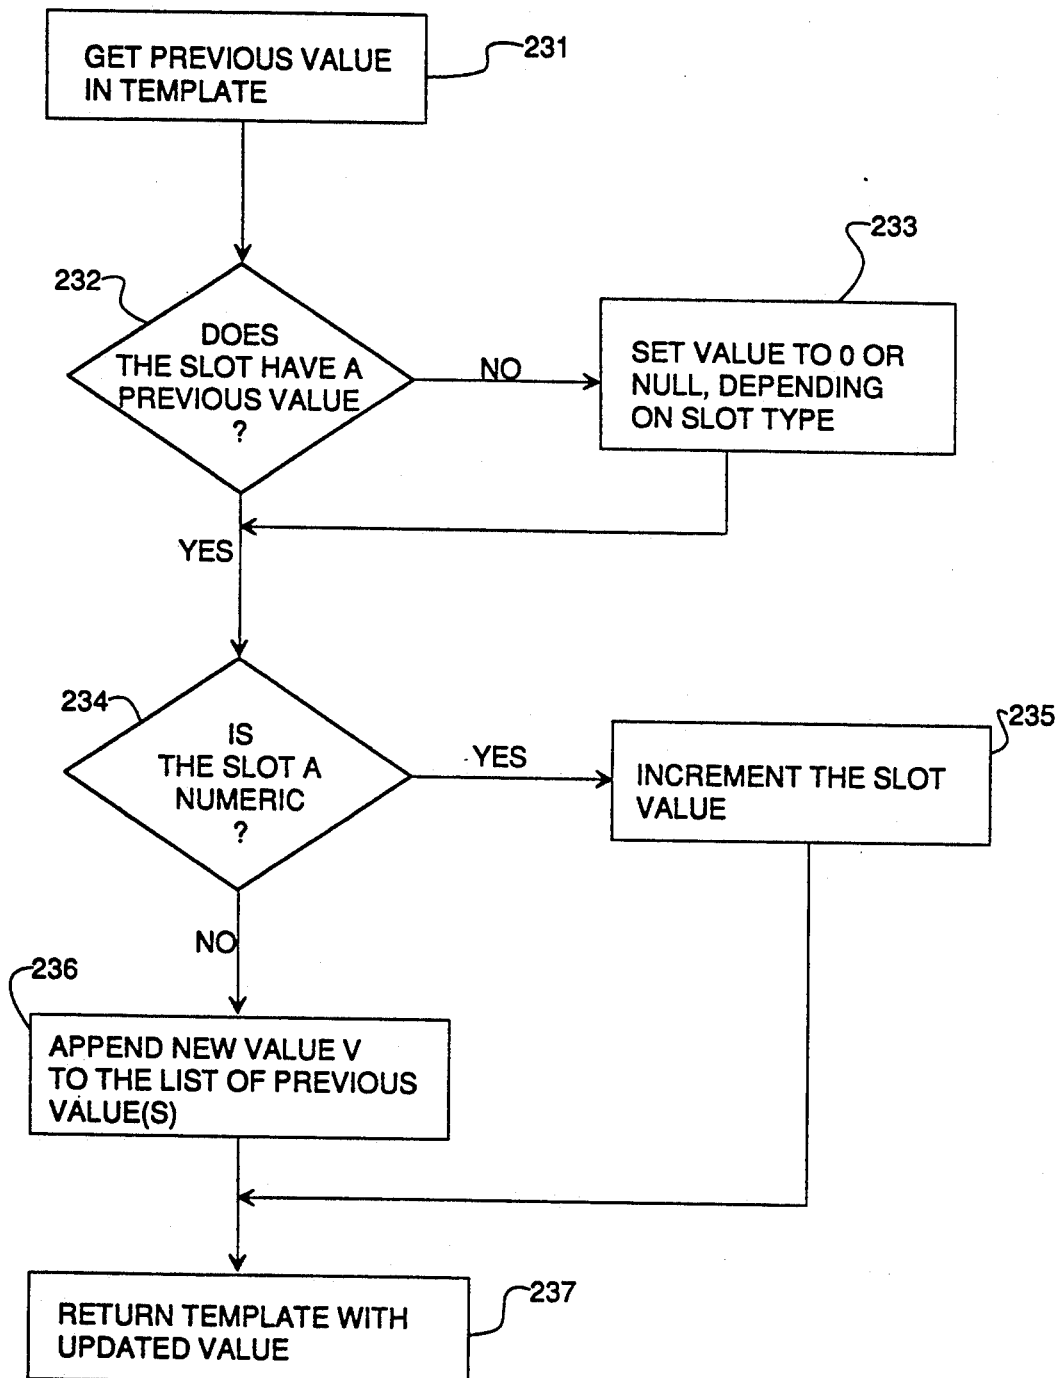 GET PREVIOUS VALUE
IN TEMPLATE
231
232
DOES
THE SLOT HAVE A
PREVIOUS VALUE
?
NO
233
SET VALUE TO 0 OR
NULL, DEPENDING
ON SLOT TYPE
YES
234
IS
THE SLOT A
NUMERIC
?
YES
235
INCREMENT THE SLOT
VALUE
NO
236
APPEND NEW VALUE V
TO THE LIST OF PREVIOUS
VALUE(S)
237
RETURN TEMPLATE WITH
UPDATED VALUE